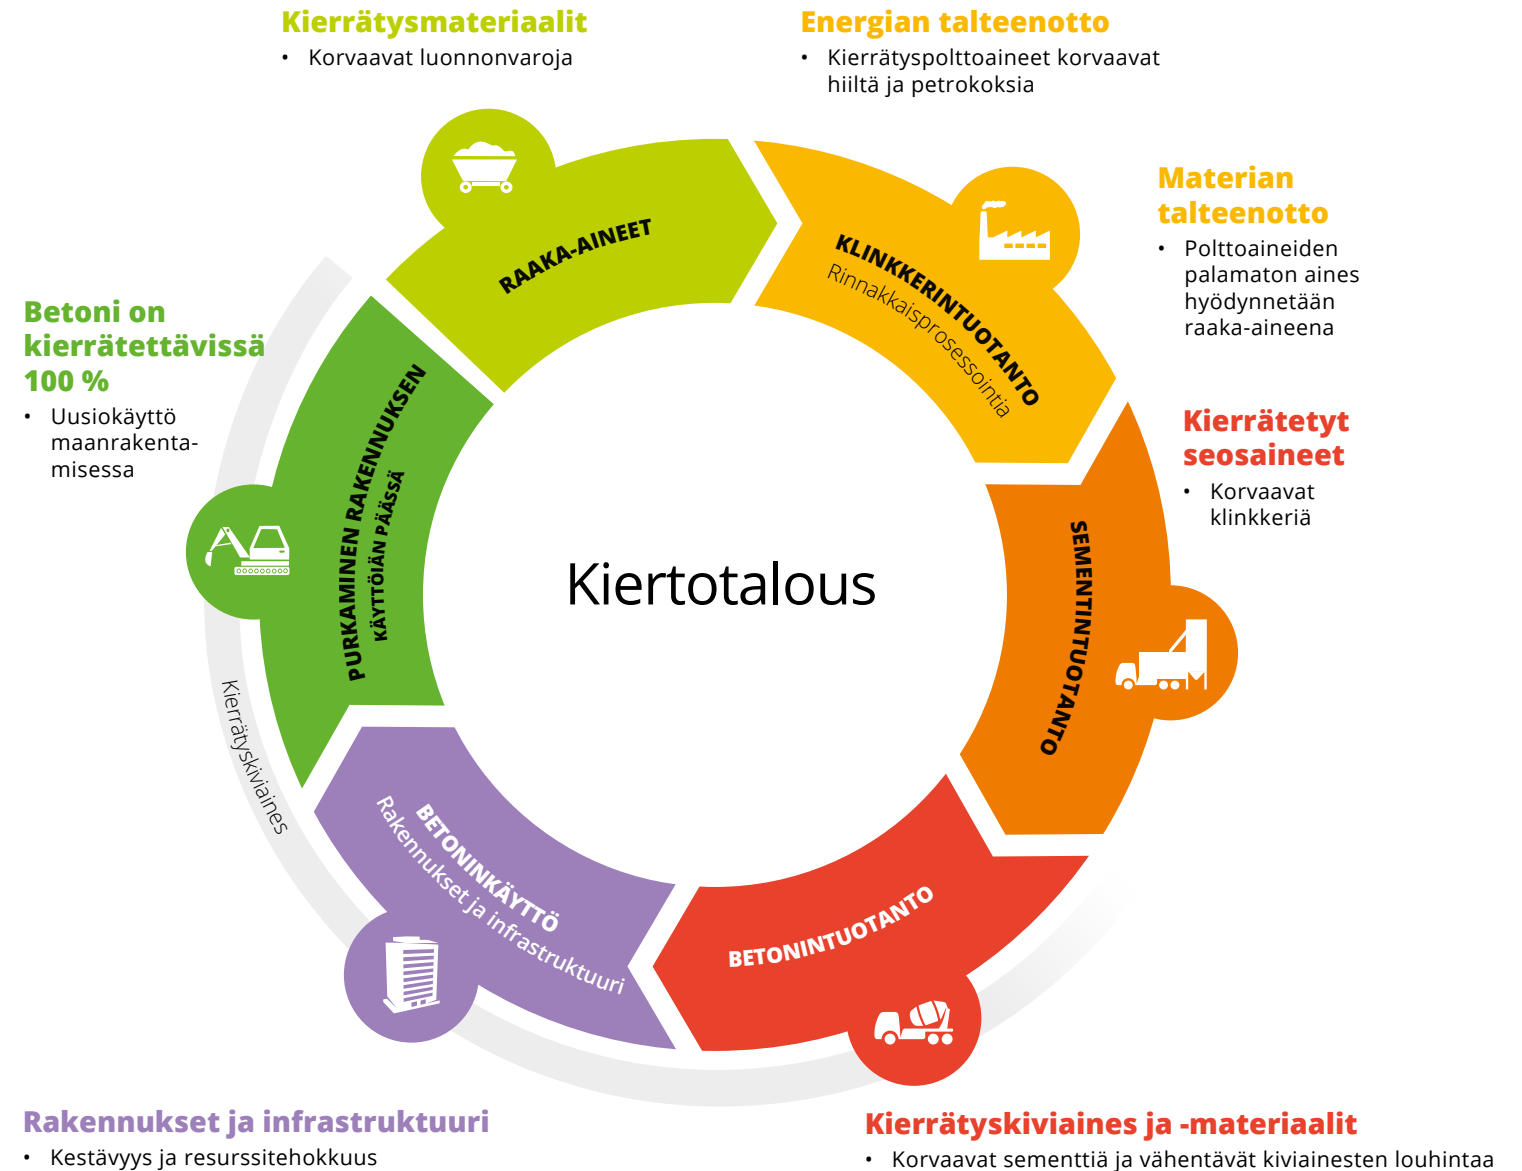 Kierrätysmateriaalit
• Korvaavat luonnonvaroja
Energian talteenotto
• Kierrätyspolttoaineet korvaavat
hiiltä ja petrokoksia
Materian
talteenotto
• Polttoaineiden
palamaton aines
hyödynnetään
raaka-aineena
Kierrätetyt
seosaineet
• Korvaavat
klinkkeriä
Betoni on
kierrätettävissä
100 %
• Uusiokäyttö
maanrakenta-
misessa
RAAKA-AINEET
KLINKKERINTUOTANTO
Rinnakkaisprosessointia
SEMENTINTUOTANTO
BETONINTUOTANTO
BETONINKÄYTTÖ
Rakennukset ja infrastruktuuri
PURKAMINEN RAKENNUKSEN
KÄYTTÖIÄN PÄÄSSÄ
Kierrätyskiviaines
Kiertotalous
Rakennukset ja infrastruktuuri
• Kestävyys ja resurssitehokkuus
Kierrätyskiviaines ja -materiaalit
• Korvaavat sementtiä ja vähentävät kiviainesten louhintaa